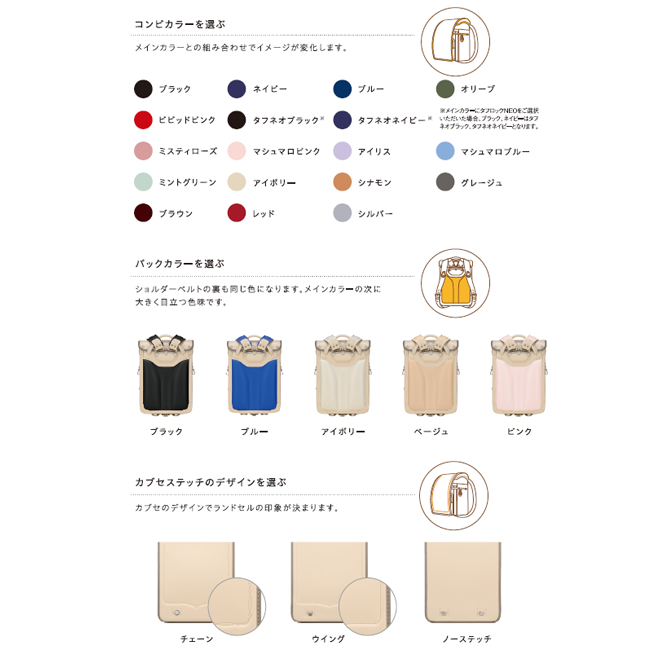 コンビカラーを選ぶ
メインカラーとの組み合わせでイメージが変化します。
ブラック
ネイビー
ブルー
オリーブ
ビビッドピンク
タフネオブラック※
タフネオネイビー※
※メインカラーにタフロックNEOをご選択
いただいた場合、ブラック、ネイビーはタフ
ネオブラック、タフネオネイビーとなります。
ミスティローズ
マシュマロピンク
アイリス
マシュマロブルー
ミントグリーン
アイボリー
シナモン
グレージュ
ブラウン
レッド
シルバー
バックカラーを選ぶ
ショルダーベルトの裏も同じ色になります。メインカラーの次に
大きく目立つ色味です。
ブラック
ブルー
アイボリー
ベージュ
ピンク
カブセステッチのデザインを選ぶ
カブセのデザインでランドセルの印象が決まります。
チェーン
ウイング
ノーステッチ